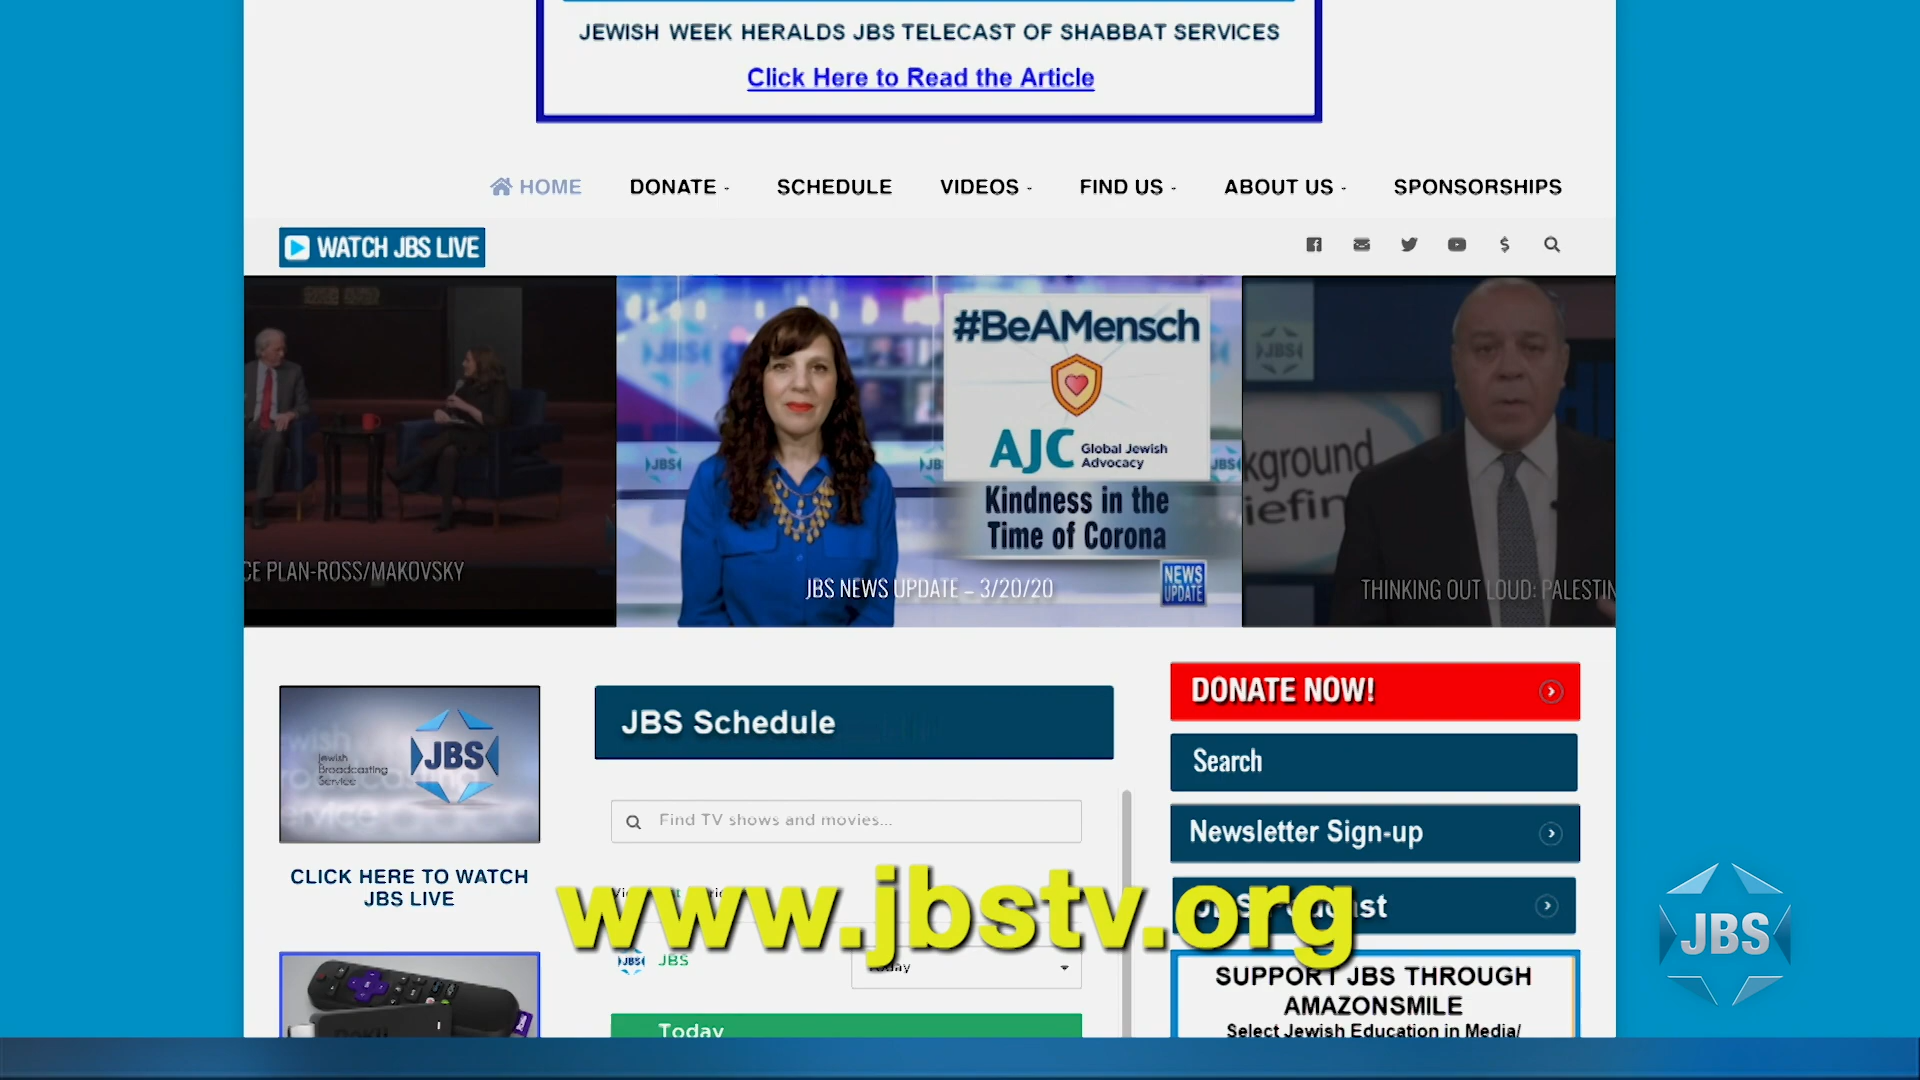 JEWISH WEEK HERALDS JBS TELECAST OF SHABBAT SERVICES
Click Here to Read the Article
HOME DONATE SCHEDULE VIDEOS FIND US ABOUT US SPONSORSHIPS
WATCH JBS LIVE
#BeAMensch
AJC Global Jewish
Advocacy
Kindness in the
Time of Corona
NEWS
UPDATE
CE PLAN-ROSS/MAKOVSKY
JBS NEWS UPDATE – 3/20/20
JBS
kground
iefin
THINKING OUT LOUD: PALESTIN
Jewish
Broadcasting
Service
JBS
CLICK HERE TO WATCH
JBS LIVE
JBS Schedule
Find TV shows and movies...
JBS
Today
Today
DONATE NOW!
Search
Newsletter Sign-up
JBS Podcast
www.jbstv.org
SUPPORT JBS THROUGH
AMAZONSMILE
Select Jewish Education in Media/
JBS